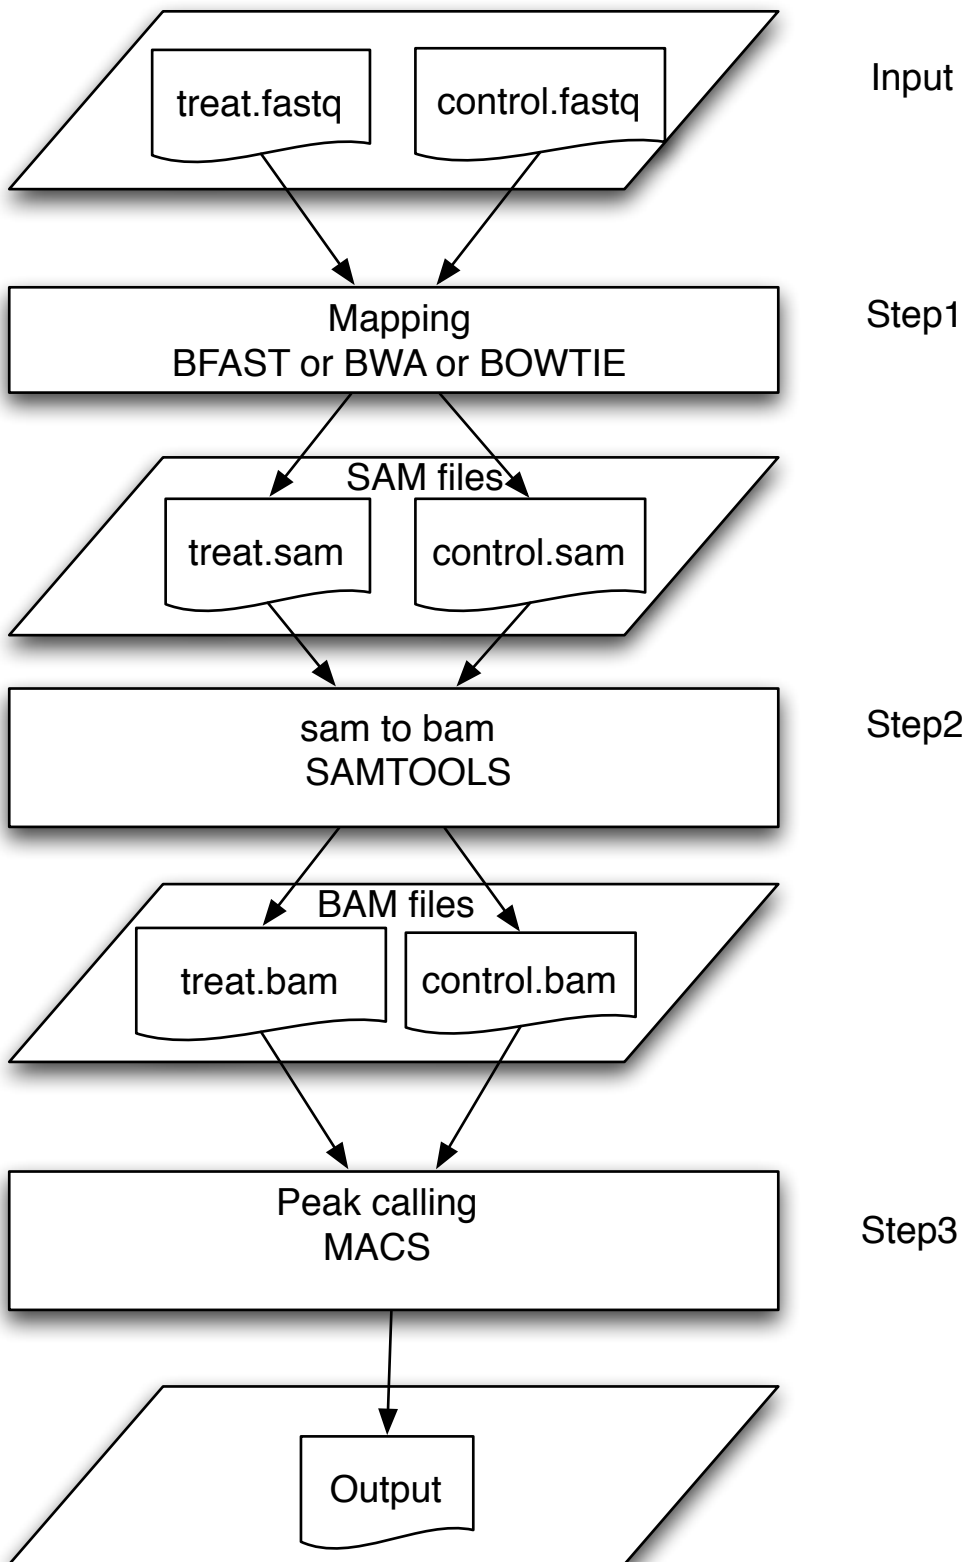 treat.fastq
control.fastq
Input
Mapping
BFAST or BWA or BOWTIE
Step1
SAM files
treat.sam
control.sam
sam to bam
SAMTOOLS
Step2
BAM files
treat.bam
control.bam
Peak calling
MACS
Step3
Output